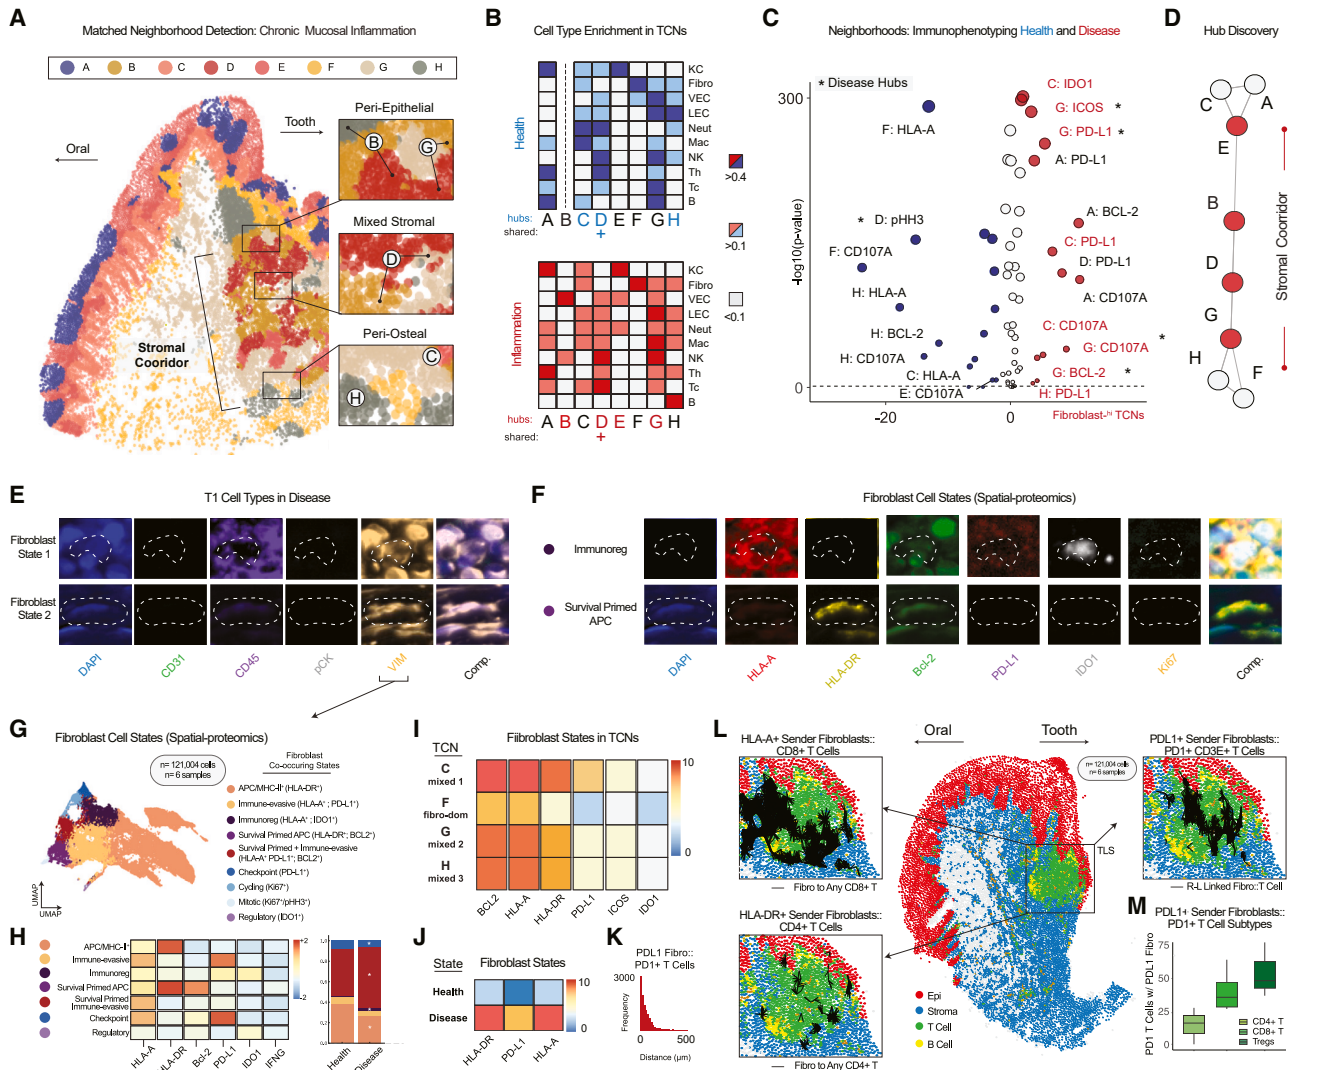 A
Matched Neighborhood Detection: Chronic Mucosal Inflammation
A B C D E F G H
Oral
Tooth
Stromal
Cooridor
Peri-Epithelial
B
G
Mixed Stromal
D
Peri-Osteal
C
H
B
Cell Type Enrichment in TCNs
Health
KC
Fibro
VEC
LEC
Neut
Mac
NK
Th
Tc
B
hubs: A B C D E F G H
shared: +
Inflammation
KC
Fibro
VEC
LEC
Neut
Mac
NK
Th
Tc
B
hubs: A B C D E F G H
shared: +
>0.4
>0.1
<0.1
C
Neighborhoods: Immunophenotyping Health and Disease
* Disease Hubs
-log10(p-value)
300
0
-20
0
F: HLA-A
* D: pHH3
F: CD107A
H: HLA-A
H: BCL-2
H: CD107A
C: HLA-A
E: CD107A
C: IDO1
G: ICOS *
G: PD-L1 *
A: PD-L1
A: BCL-2
C: PD-L1
D: PD-L1
A: CD107A
C: CD107A
G: CD107A *
G: BCL-2 *
H: PD-L1
Fibroblast-hi TCNs
D
Hub Discovery
C
A
E
B
D
G
H
F
Stromal Cooridor
E
T1 Cell Types in Disease
Fibroblast
State 1
Fibroblast
State 2
DAPI
CD31
CD45
pCK
VIM
Comp.
F
Fibroblast Cell States (Spatial-proteomics)
Immunoreg
Survival Primed
APC
DAPI
HLA-A
HLA-DR
Bcl-2
PD-L1
IDO1
Ki67
Comp.
G
Fibroblast Cell States (Spatial-proteomics)
n= 121,004 cells
n= 6 samples
UMAP
UMAP
Fibroblast
Co-occuring States
APC/MHC-II+ (HLA-DR+)
Immune-evasive (HLA-A+ ; PD-L1+)
Immunoreg (HLA-A+ ; IDO1+)
Survival Primed APC (HLA-DR+; BCL2+)
Survival Primed + Immune-evasive
(HLA-A+ PD-L1+; BCL2+)
Checkpoint (PD-L1+)
Cycling (Ki67+)
Mitotic (Ki67+/pHH3+)
Regulatory (IDO1+)
H
APC/MHC-II
Immune-evasive
Immunoreg
Survival Primed APC
Survival Primed
Immune-evasive
Checkpoint
Regulatory
HLA-A
HLA-DR
Bcl-2
PD-L1
IDO1
IFNG
+2
-2
1.0
0.8
0.6
0.4
0.2
0.0
Health
Disease
I
Fiibroblast States in TCNs
TCN
C
mixed 1
F
fibro-dom
G
mixed 2
H
mixed 3
BCL2
HLA-A
HLA-DR
PD-L1
ICOS
IDO1
10
0
J
State
Fibroblast States
Health
Disease
HLA-DR
PD-L1
HLA-A
10
0
K
PDL1 Fibro::
PD1+ T Cells
3000
Frequency
0
0
500
Distance (μm)
L
HLA-A+ Sender Fibroblasts::
CD8+ T Cells
Fibro to Any CD8+ T
HLA-DR+ Sender Fibroblasts::
CD4+ T Cells
Fibro to Any CD4+ T
Oral
Tooth
n= 121,004 cells
n= 6 samples
TLS
Epi
Stroma
T Cell
B Cell
PDL1+ Sender Fibroblasts::
PD1+ CD3E+ T Cells
R-L Linked Fibro::T Cell
M
PDL1+ Sender Fibroblasts::
PD1+ T Cell Subtypes
PD1 T Cells w/ PDL1 Fibro
75
50
25
0
CD4+ T
CD8+ T
Tregs